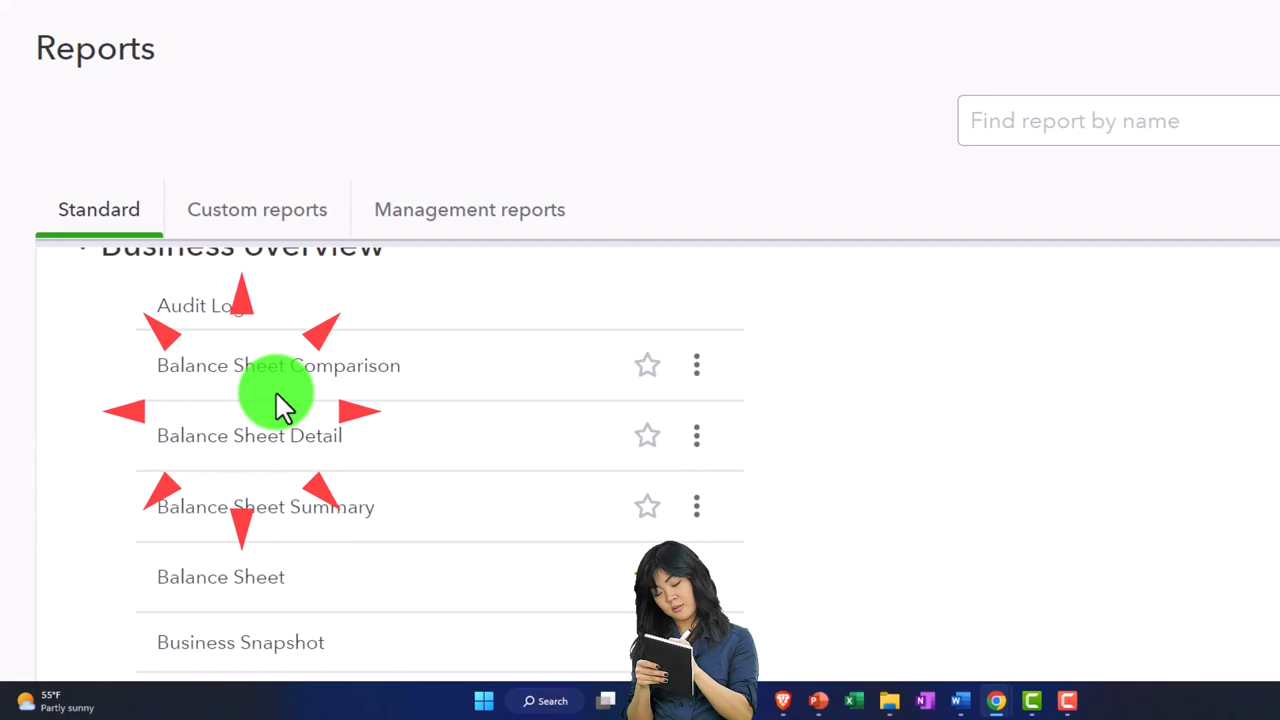 Reports
Find report by name
Standard
Custom reports
Management reports
Business overview
Audit Log
Balance Sheet Comparison
Balance Sheet Detail
Balance Sheet Summary
Balance Sheet
Business Snapshot
55°F
Partly sunny
Search